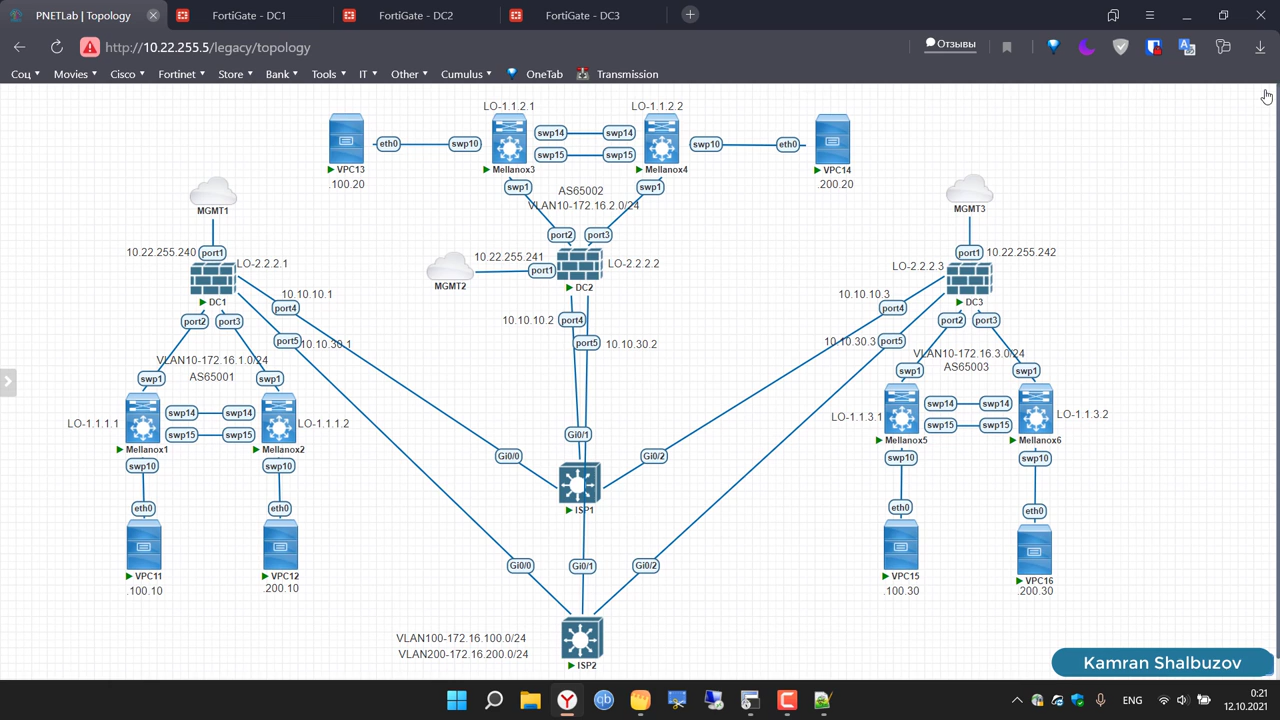 PNETLab | Topology
FortiGate - DC1
FortiGate - DC2
FortiGate - DC3
http://10.22.255.5/legacy/topology
Отзывы
Соц
Movies
Cisco
Fortinet
Store
Bank
Tools
IT
Other
Cumulus
OneTab
Transmission
LO-1.1.2.1
LO-1.1.2.2
swp14
swp14
eth0
swp10
swp10
eth0
swp15
swp15
VPC13
Mellanox3
Mellanox4
VPC14
.100.20
.200.20
swp1
AS65002
swp1
VLAN10-172.16.2.0/24
MGMT1
MGMT3
port2
port3
10.22.255.240
port1
LO-2.2.2.1
10.22.255.241
port1
LO-2.2.2.2
MGMT2
DC2
port1
10.22.255.242
LO-2.2.2.3
DC1
DC3
10.10.10.1
port4
port2
port3
port5
10.10.30.1
10.10.10.2
port4
port5
10.10.30.2
10.10.10.3
port4
port2
port3
10.10.30.3
port5
VLAN10-172.16.1.0/24
AS65001
swp1
swp1
VLAN10-172.16.3.0/24
AS65003
swp1
swp1
LO-1.1.1.1
swp14
swp14
LO-1.1.1.2
swp15
swp15
Mellanox1
Mellanox2
LO-1.1.3.1
swp14
swp14
LO-1.1.3.2
swp15
swp15
Mellanox5
Mellanox6
Gi0/1
Gi0/0
Gi0/2
ISP1
swp10
swp10
swp10
swp10
eth0
eth0
eth0
eth0
VPC11
VPC12
VPC15
VPC16
.100.10
.200.10
.100.30
.200.30
Gi0/0
Gi0/1
Gi0/2
VLAN100-172.16.100.0/24
VLAN200-172.16.200.0/24
ISP2
Kamran Shalbuzov
qb
ENG
0:21
12.10.2021